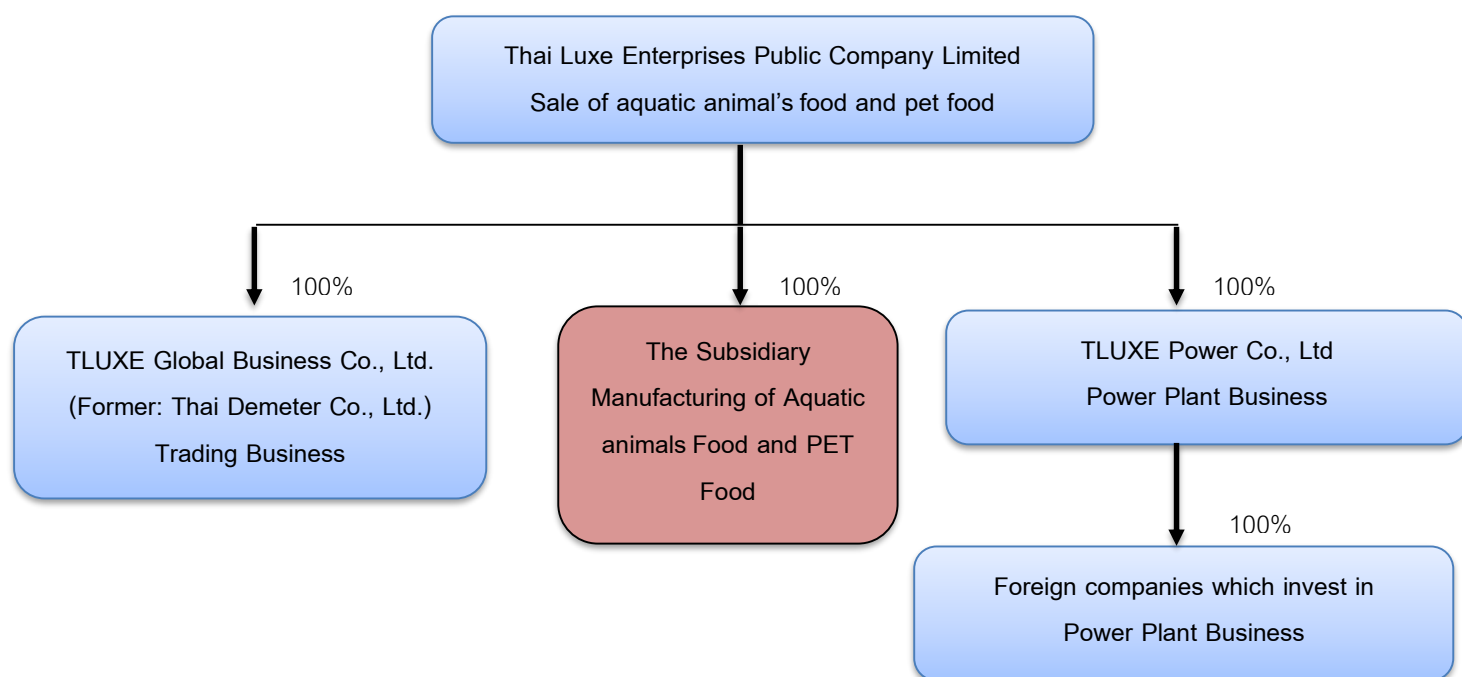 Thai Luxe Enterprises Public Company Limited
Sale of aquatic animal's food and pet food
100%
100%
100%
TLUXE Global Business Co., Ltd.
(Former: Thai Demeter Co., Ltd.)
Trading Business
The Subsidiary
Manufacturing of Aquatic
animals Food and PET
Food
TLUXE Power Co., Ltd
Power Plant Business
100%
Foreign companies which invest in
Power Plant Business